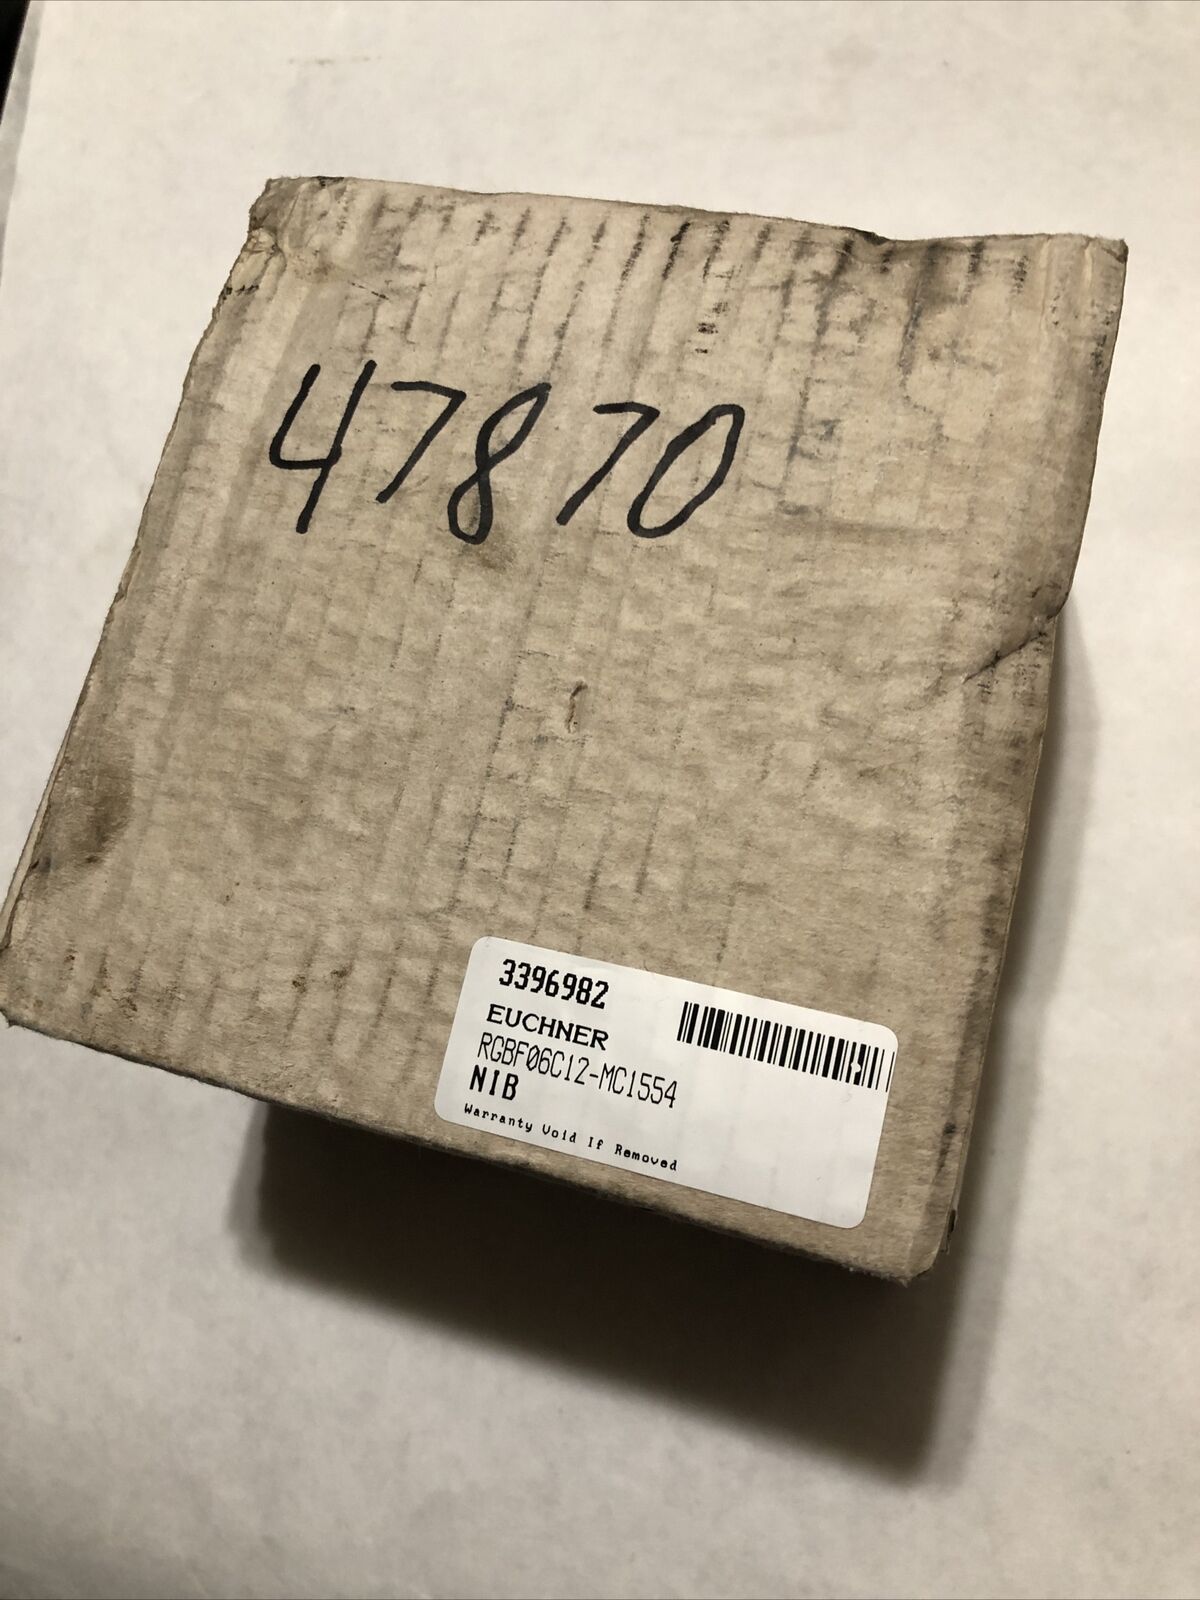 47870
3396982
EUCHNER
RGBF06C12-MC1554
NIB
Warranty Void If Removed